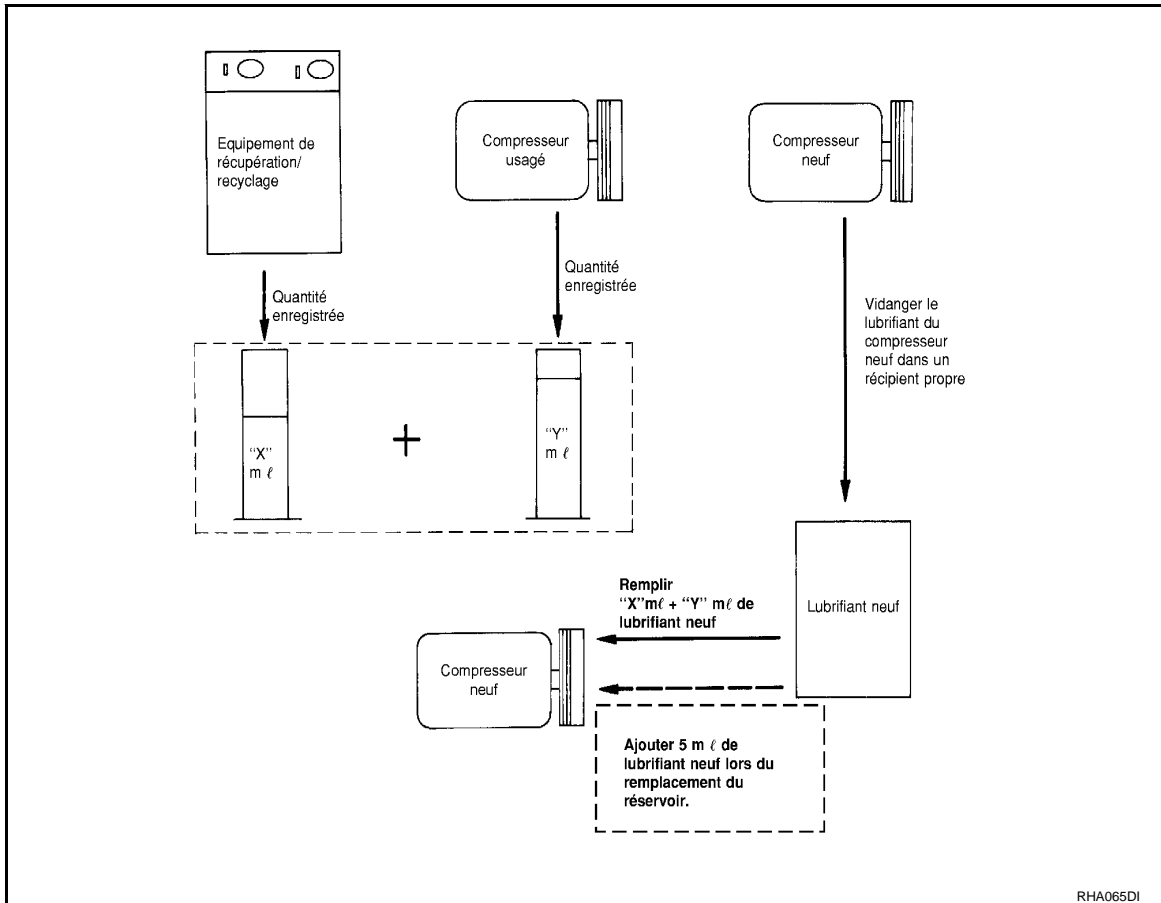 Equipement de
récupération/
recyclage
Compresseur
usagé
Compresseur
neuf
Quantité
enregistrée
Quantité
enregistrée
Vidanger le
lubrifiant du
compresseur
neuf dans un
récipient propre
“X”
m ℓ
+
“Y”
m ℓ
Remplir
“X”mℓ + “Y” mℓ de
lubrifiant neuf
Lubrifiant neuf
Compresseur
neuf
Ajouter 5 m ℓ de
lubrifiant neuf lors du
remplacement du
réservoir.
RHA065DI